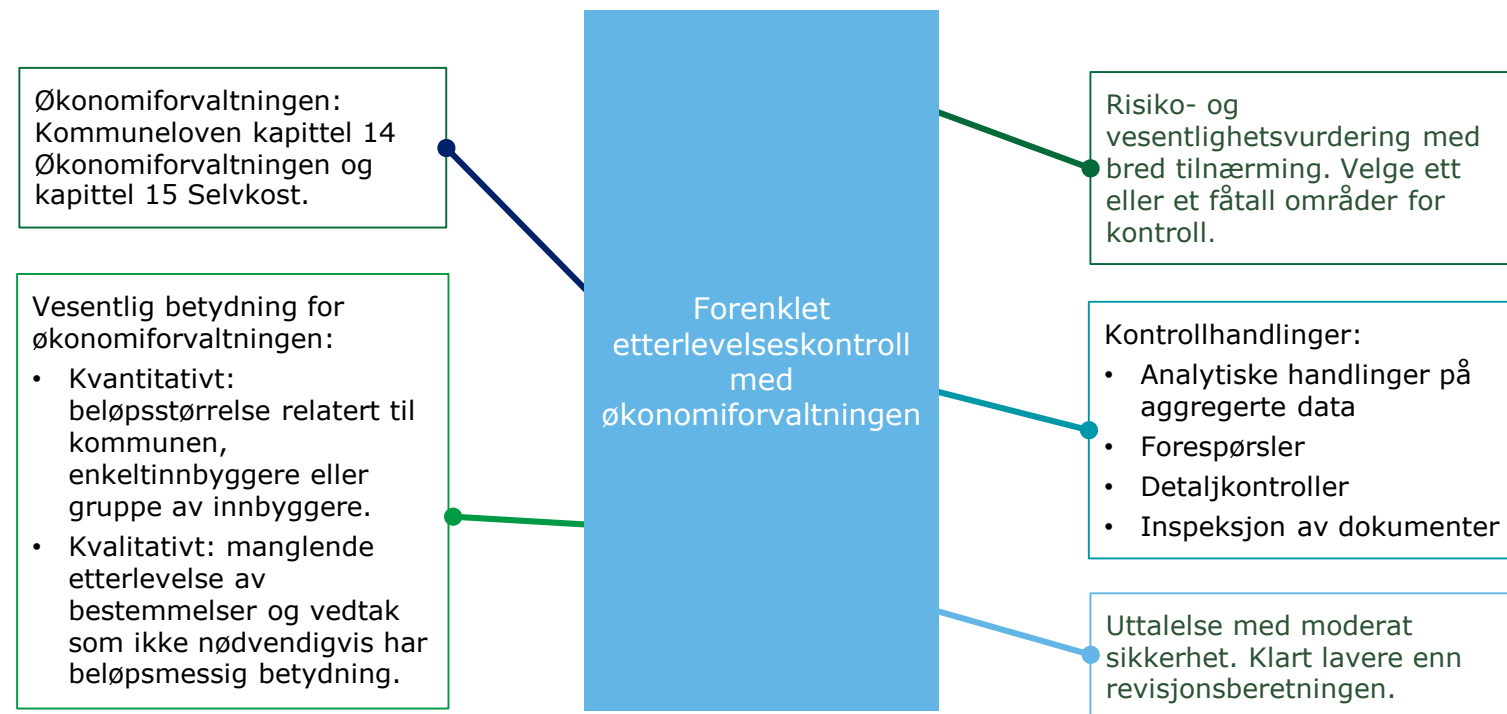 Økonomiforvaltningen:
Kommuneloven kapittel 14
Økonomiforvaltningen og
kapittel 15 Selvkost.
Vesentlig betydning for
økonomiforvaltningen:
• Kvantitativt:
beløpsstørrelse relatert til
kommunen,
enkeltinnbyggere eller
gruppe av innbyggere.
• Kvalitativt: manglende
etterlevelse av
bestemmelser og vedtak
som ikke nødvendigvis har
beløpsmessig betydning.
Forenklet
etterlevelseskontroll
med
økonomiforvaltningen
Risiko- og
vesentlighetsvurdering med
bred tilnærming. Velge ett
eller et fåtall områder for
kontroll.
Kontrollhandlinger:
• Analytiske handlinger på
aggregerte data
• Forespørsler
• Detaljkontroller
• Inspeksjon av dokumenter
Uttalelse med moderat
sikkerhet. Klart lavere enn
revisjonsberetningen.